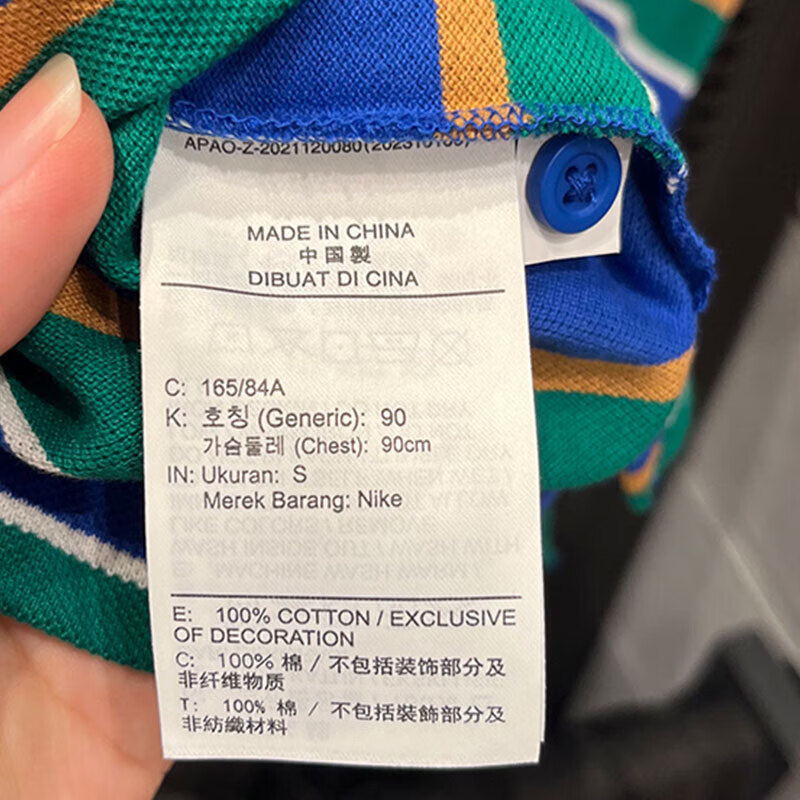 MADE IN CHINA
中国製
DIBUAT DI CINA
C: 165/84A
K: 호칭 (Generic): 90
가슴둘레 (Chest): 90cm
IN: Ukuran: S
Merek Barang: Nike
E: 100% COTTON / EXCLUSIVE
OF DECORATION
C: 100% 棉 / 不包括装饰部分及
非纤维物质
T: 100% 棉 / 不包括裝飾部分及
非紡織材料